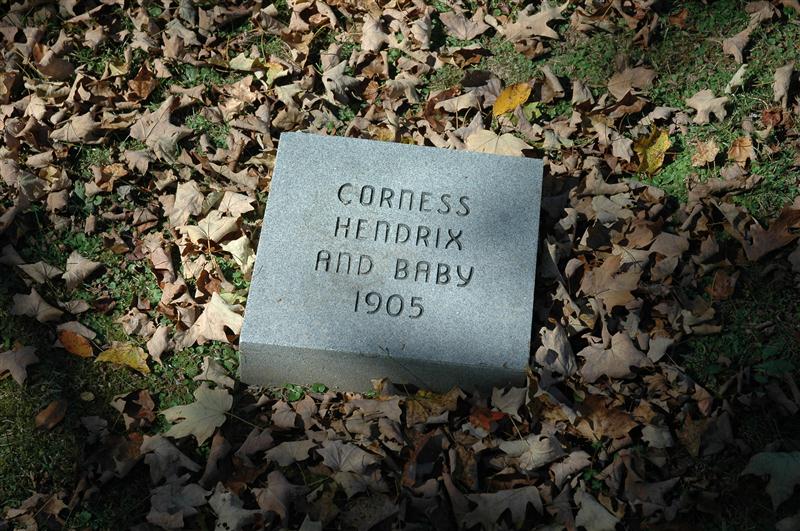 CORNESS
HENDRIX
AND BABY
1905